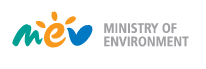 mev
MINISTRY OF
ENVIRONMENT